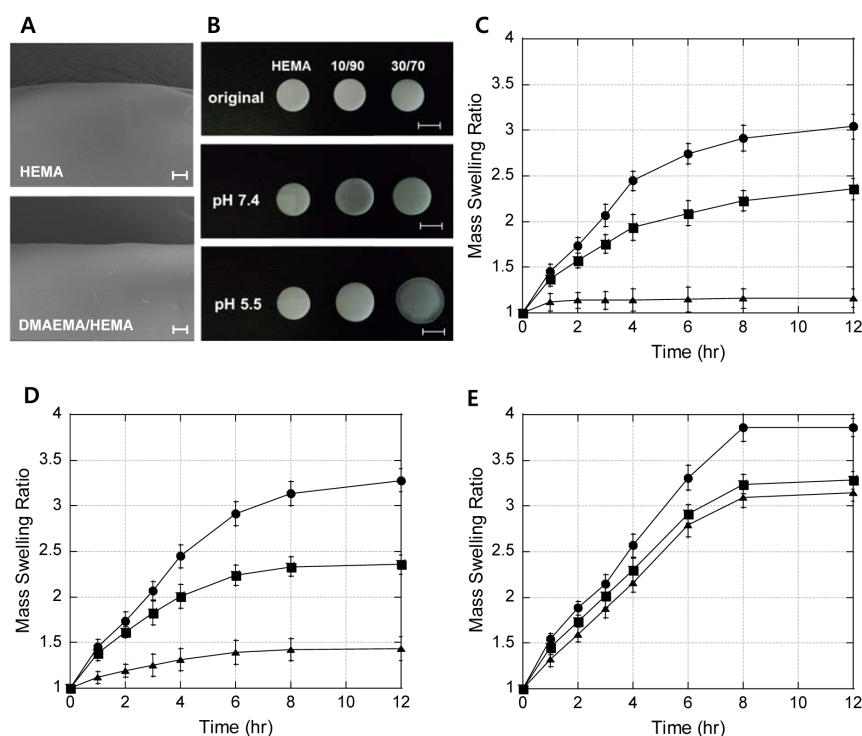 A
HEMA
DMAEMA/HEMA
B
HEMA 10/90 30/70
original
pH 7.4
pH 5.5
C
4
3.5
3
2.5
2
1.5
1
0 2 4 6 8 10 12
Mass Swelling Ratio
Time (hr)
D
4
3.5
3
2.5
2
1.5
1
0 2 4 6 8 10 12
Mass Swelling Ratio
Time (hr)
E
4
3.5
3
2.5
2
1.5
1
0 2 4 6 8 10 12
Mass Swelling Ratio
Time (hr)